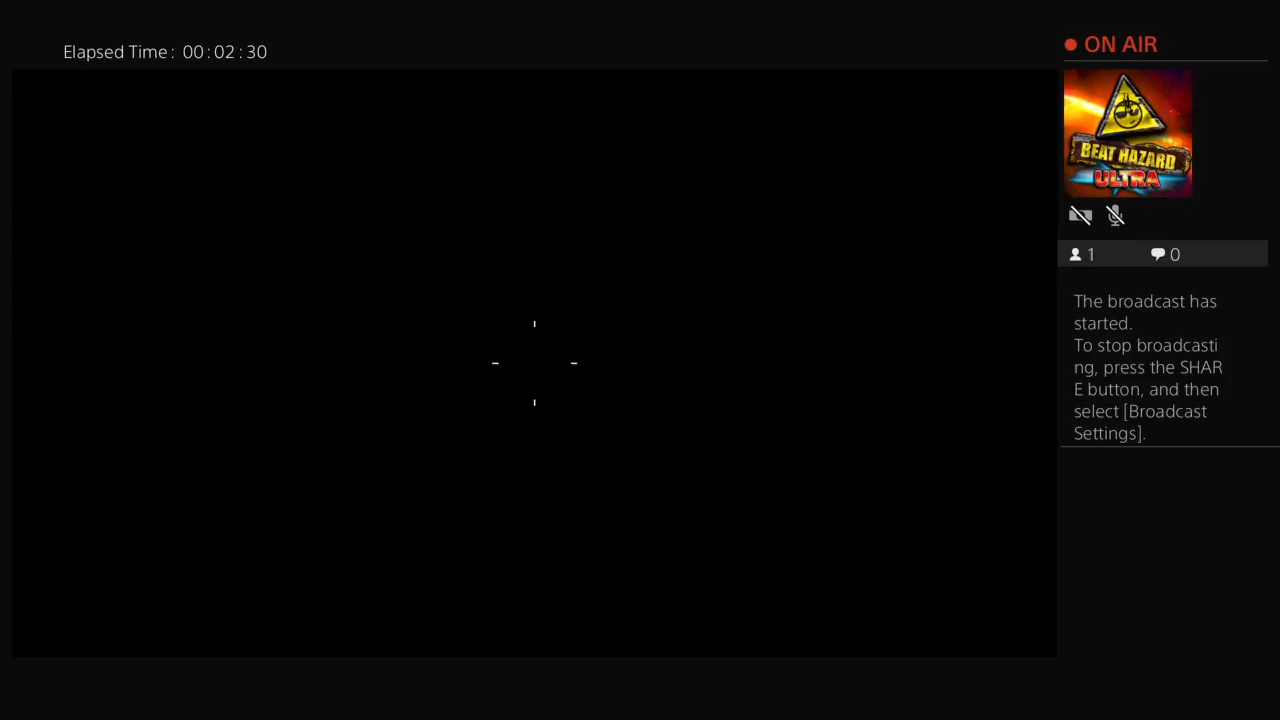 Elapsed Time: 00:02:30
ON AIR
BEAT HAZARD
ULTRA
1 0
The broadcast has
started.
To stop broadcasti
ng, press the SHAR
E button, and then
select [Broadcast
Settings].